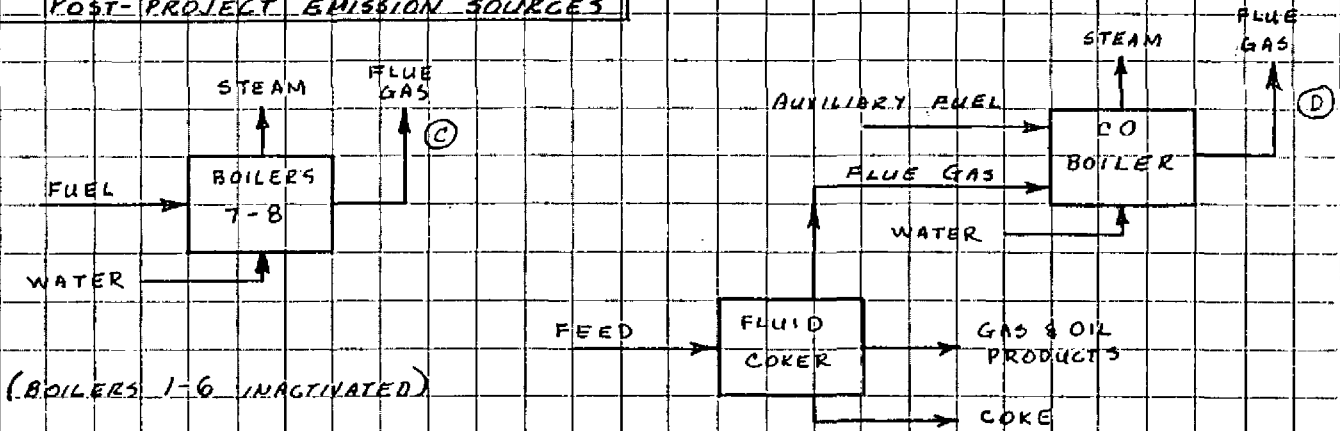 POST-PROJECT EMISSION SOURCES
STEAM
FLUE
GAS
C
FUEL
BOILERS
7-8
WATER
(BOILERS 1-6 INACTIVATED)
STEAM
FLUE
GAS
D
AUXILIARY FUEL
CO
BOILER
FLUE GAS
WATER
FEED
FLUID
COKER
GAS & OIL
PRODUCTS
COKE